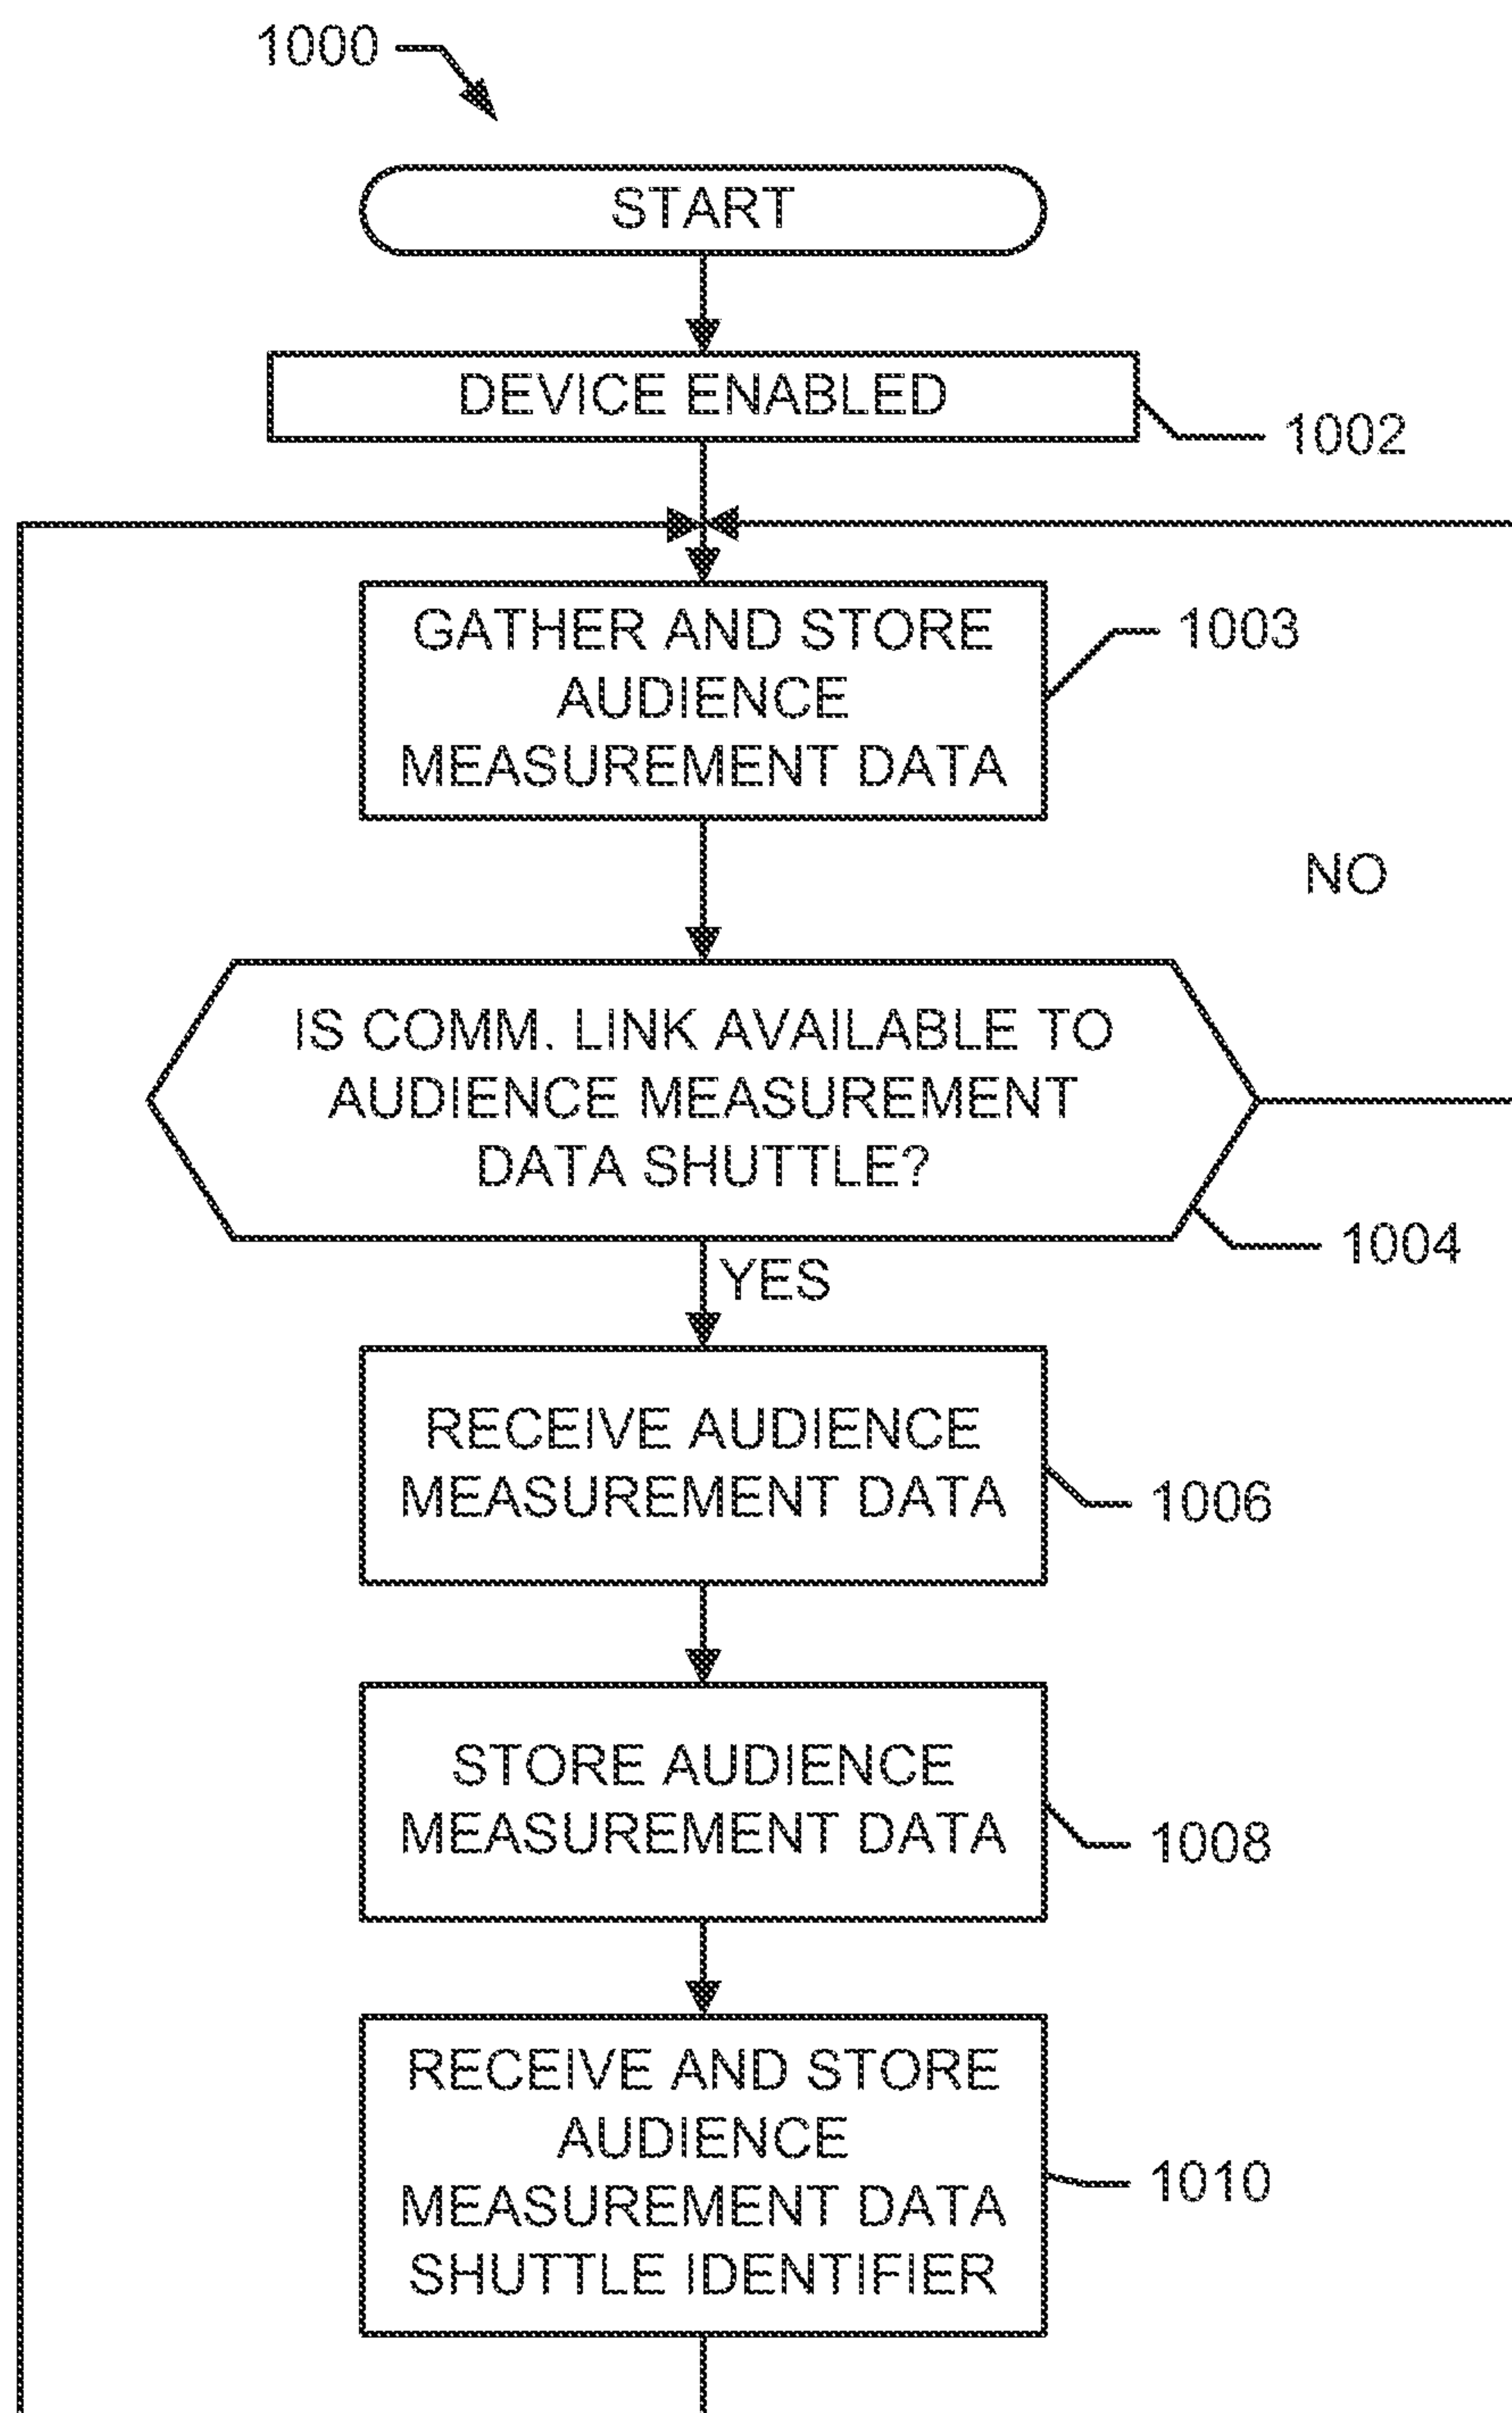 1000
START
DEVICE ENABLED
1002
GATHER AND STORE
AUDIENCE
MEASUREMENT DATA
1003
NO
IS COMM. LINK AVAILABLE TO
AUDIENCE MEASUREMENT
DATA SHUTTLE?
1004
YES
RECEIVE AUDIENCE
MEASUREMENT DATA
1006
STORE AUDIENCE
MEASUREMENT DATA
1008
RECEIVE AND STORE
AUDIENCE
MEASUREMENT DATA
SHUTTLE IDENTIFIER
1010